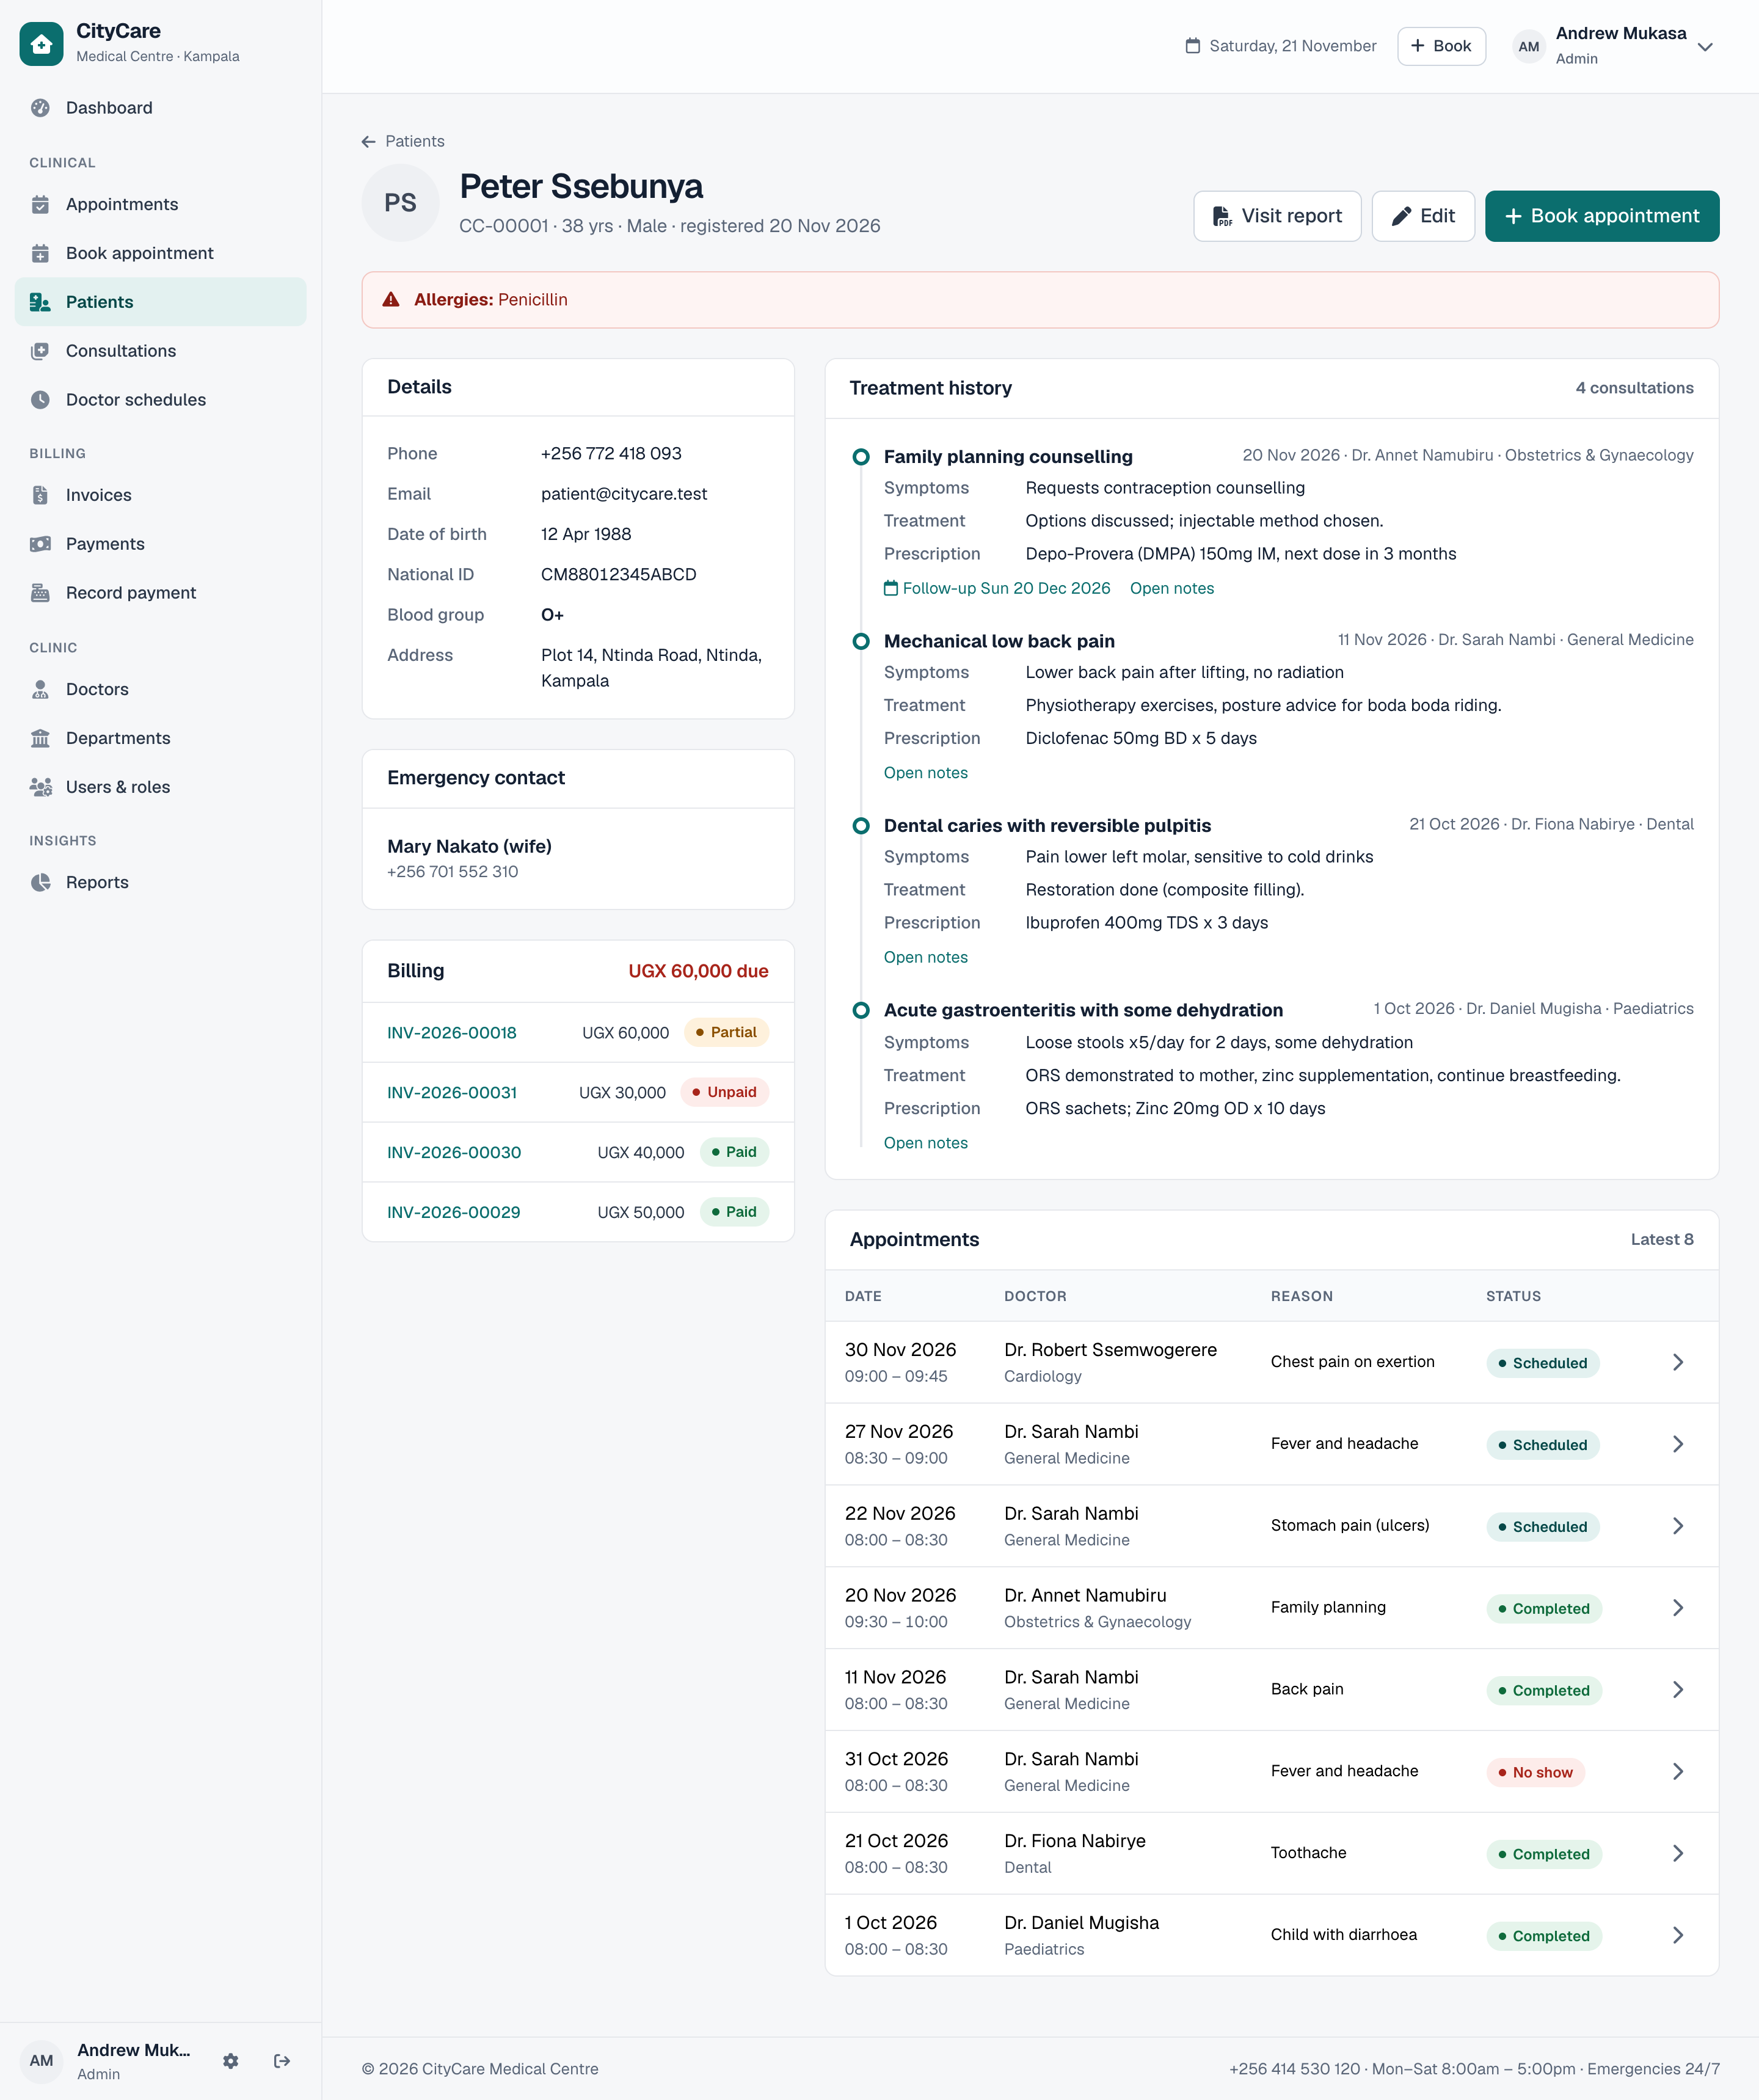 CityCare
Medical Centre · Kampala
Dashboard
CLINICAL
Appointments
Book appointment
Patients
Consultations
Doctor schedules
BILLING
Invoices
Payments
Record payment
CLINIC
Doctors
Departments
Users & roles
INSIGHTS
Reports
AM
Andrew Muk...
Admin
Saturday, 21 November
+ Book
AM
Andrew Mukasa
Admin
← Patients
PS
Peter Ssebunya
CC-00001 · 38 yrs · Male · registered 20 Nov 2026
PDF Visit report
Edit
+ Book appointment
Allergies: Penicillin
Details
Phone +256 772 418 093
Email patient@citycare.test
Date of birth 12 Apr 1988
National ID CM88012345ABCD
Blood group O+
Address Plot 14, Ntinda Road, Ntinda,
Kampala
Emergency contact
Mary Nakato (wife)
+256 701 552 310
Billing UGX 60,000 due
INV-2026-00018 UGX 60,000 Partial
INV-2026-00031 UGX 30,000 Unpaid
INV-2026-00030 UGX 40,000 Paid
INV-2026-00029 UGX 50,000 Paid
Treatment history 4 consultations
Family planning counselling 20 Nov 2026 · Dr. Annet Namubiru · Obstetrics & Gynaecology
Symptoms Requests contraception counselling
Treatment Options discussed; injectable method chosen.
Prescription Depo-Provera (DMPA) 150mg IM, next dose in 3 months
Follow-up Sun 20 Dec 2026 Open notes
Mechanical low back pain 11 Nov 2026 · Dr. Sarah Nambi · General Medicine
Symptoms Lower back pain after lifting, no radiation
Treatment Physiotherapy exercises, posture advice for boda boda riding.
Prescription Diclofenac 50mg BD x 5 days
Open notes
Dental caries with reversible pulpitis 21 Oct 2026 · Dr. Fiona Nabirye · Dental
Symptoms Pain lower left molar, sensitive to cold drinks
Treatment Restoration done (composite filling).
Prescription Ibuprofen 400mg TDS x 3 days
Open notes
Acute gastroenteritis with some dehydration 1 Oct 2026 · Dr. Daniel Mugisha · Paediatrics
Symptoms Loose stools x5/day for 2 days, some dehydration
Treatment ORS demonstrated to mother, zinc supplementation, continue breastfeeding.
Prescription ORS sachets; Zinc 20mg OD x 10 days
Open notes
Appointments Latest 8
DATE DOCTOR REASON STATUS
30 Nov 2026 Dr. Robert Ssemwogerere Chest pain on exertion Scheduled
09:00 – 09:45 Cardiology
27 Nov 2026 Dr. Sarah Nambi Fever and headache Scheduled
08:30 – 09:00 General Medicine
22 Nov 2026 Dr. Sarah Nambi Stomach pain (ulcers) Scheduled
08:00 – 08:30 General Medicine
20 Nov 2026 Dr. Annet Namubiru Family planning Completed
09:30 – 10:00 Obstetrics & Gynaecology
11 Nov 2026 Dr. Sarah Nambi Back pain Completed
08:00 – 08:30 General Medicine
31 Oct 2026 Dr. Sarah Nambi Fever and headache No show
08:00 – 08:30 General Medicine
21 Oct 2026 Dr. Fiona Nabirye Toothache Completed
08:00 – 08:30 Dental
1 Oct 2026 Dr. Daniel Mugisha Child with diarrhoea Completed
08:00 – 08:30 Paediatrics
© 2026 CityCare Medical Centre
+256 414 530 120 · Mon–Sat 8:00am – 5:00pm · Emergencies 24/7